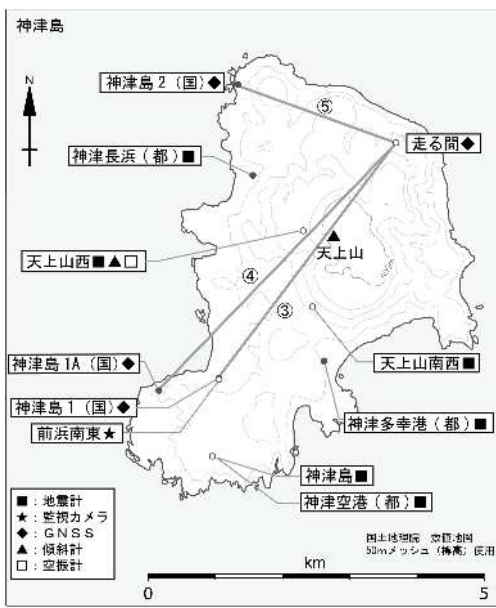 神津島
N
神津島2（国）◆
⑤
走る間◆
神津長浜（都）■
天上山西■▲□
天上山
④
③
天上山南西■
神津島1A（国）◆
神津島1（国）◆
神津多幸港（都）■
前浜南東★
神津島■
神津空港（都）■
■：地震計
★：監視カメラ
◆：GNSS
▲：傾斜計
□：空振計
国土地理院 数値地図
50mメッシュ（標高）使用
km
0 5